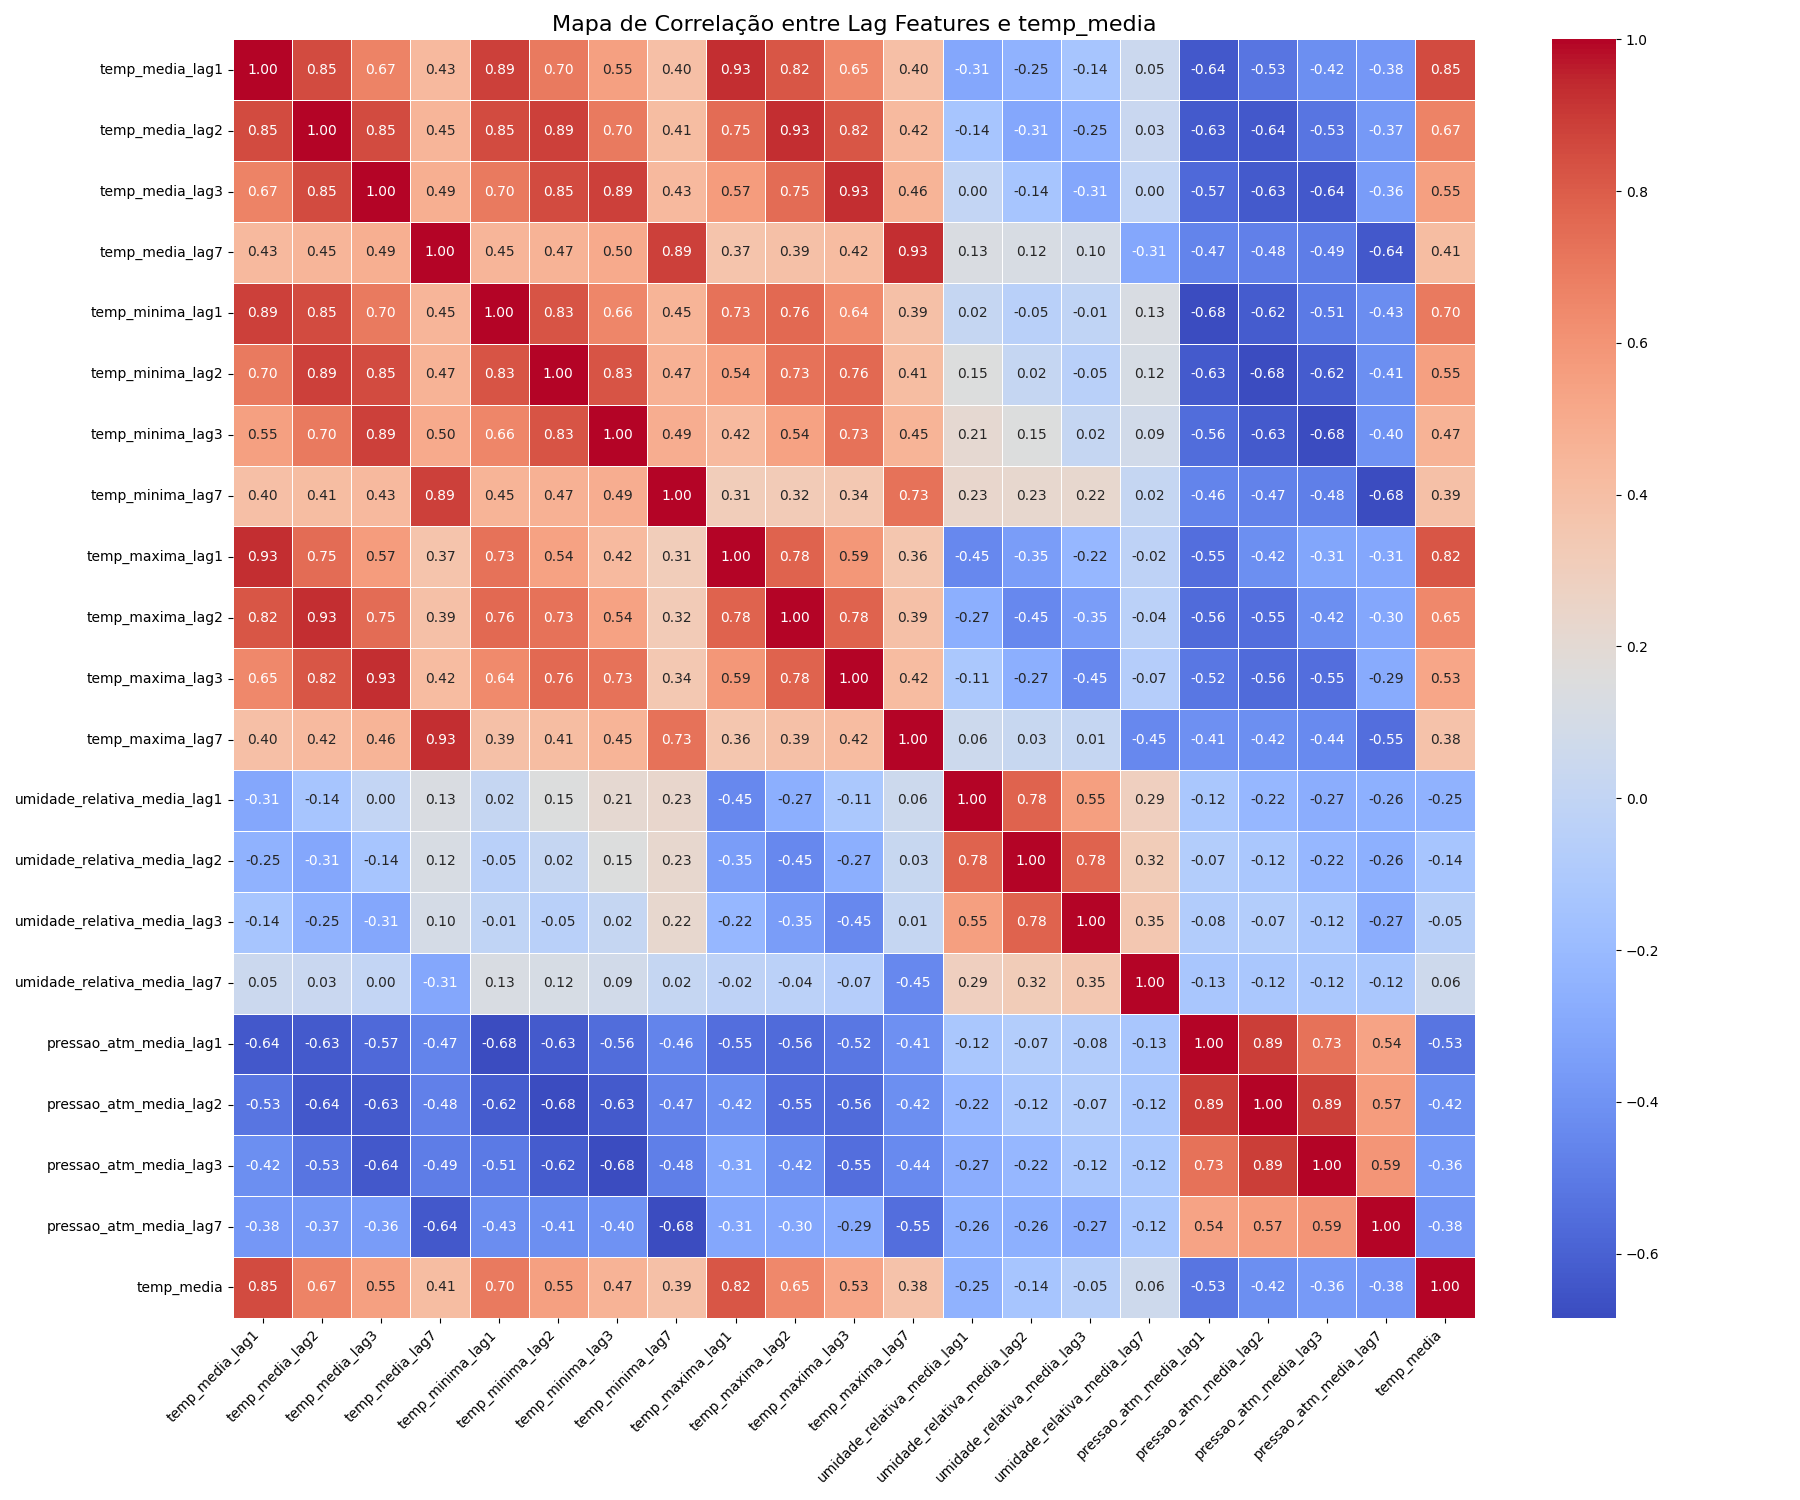 Mapa de Correlação entre Lag Features e temp_media
temp_media_lag1 1.00 0.85 0.67 0.43 0.89 0.70 0.55 0.40 0.93 0.82 0.65 0.40 -0.31 -0.25 -0.14 0.05 -0.64 -0.53 -0.42 -0.38 0.85
temp_media_lag2 0.85 1.00 0.85 0.45 0.85 0.89 0.70 0.41 0.75 0.93 0.82 0.42 -0.14 -0.31 -0.25 0.03 -0.63 -0.64 -0.53 -0.37 0.67
temp_media_lag3 0.67 0.85 1.00 0.49 0.70 0.85 0.89 0.43 0.57 0.75 0.93 0.46 0.00 -0.14 -0.31 0.00 -0.57 -0.63 -0.64 -0.36 0.55
temp_media_lag7 0.43 0.45 0.49 1.00 0.45 0.47 0.50 0.89 0.37 0.39 0.42 0.93 0.13 0.12 0.10 -0.31 -0.47 -0.48 -0.49 -0.64 0.41
temp_minima_lag1 0.89 0.85 0.70 0.45 1.00 0.83 0.66 0.45 0.73 0.76 0.64 0.39 0.02 -0.05 -0.01 0.13 -0.68 -0.62 -0.51 -0.43 0.70
temp_minima_lag2 0.70 0.89 0.85 0.47 0.83 1.00 0.83 0.47 0.54 0.73 0.76 0.41 0.15 0.02 -0.05 0.12 -0.63 -0.68 -0.62 -0.41 0.55
temp_minima_lag3 0.55 0.70 0.89 0.50 0.66 0.83 1.00 0.49 0.42 0.54 0.73 0.45 0.21 0.15 0.02 0.09 -0.56 -0.63 -0.68 -0.40 0.47
temp_minima_lag7 0.40 0.41 0.43 0.89 0.45 0.47 0.49 1.00 0.31 0.32 0.34 0.73 0.23 0.23 0.22 0.02 -0.46 -0.47 -0.48 -0.68 0.39
temp_maxima_lag1 0.93 0.75 0.57 0.37 0.73 0.54 0.42 0.31 1.00 0.78 0.59 0.36 -0.45 -0.35 -0.22 -0.02 -0.55 -0.42 -0.31 -0.31 0.82
temp_maxima_lag2 0.82 0.93 0.75 0.39 0.76 0.73 0.54 0.32 0.78 1.00 0.78 0.39 -0.27 -0.45 -0.35 -0.04 -0.56 -0.55 -0.42 -0.30 0.65
temp_maxima_lag3 0.65 0.82 0.93 0.42 0.64 0.76 0.73 0.34 0.59 0.78 1.00 0.42 -0.11 -0.27 -0.45 -0.07 -0.52 -0.56 -0.55 -0.29 0.53
temp_maxima_lag7 0.40 0.42 0.46 0.93 0.39 0.41 0.45 0.73 0.36 0.39 0.42 1.00 0.06 0.03 0.01 -0.45 -0.41 -0.42 -0.44 -0.55 0.38
umidade_relativa_media_lag1 -0.31 -0.14 0.00 0.13 0.02 0.15 0.21 0.23 -0.45 -0.27 -0.11 0.06 1.00 0.78 0.55 0.29 -0.12 -0.22 -0.27 -0.26 -0.25
umidade_relativa_media_lag2 -0.25 -0.31 -0.14 0.12 -0.05 0.02 0.15 0.23 -0.35 -0.45 -0.27 0.03 0.78 1.00 0.78 0.32 -0.07 -0.12 -0.22 -0.26 -0.14
umidade_relativa_media_lag3 -0.14 -0.25 -0.31 0.10 -0.01 -0.05 0.02 0.22 -0.22 -0.35 -0.45 0.01 0.55 0.78 1.00 0.35 -0.08 -0.07 -0.12 -0.27 -0.05
umidade_relativa_media_lag7 0.05 0.03 0.00 -0.31 0.13 0.12 0.09 0.02 -0.02 -0.04 -0.07 -0.45 0.29 0.32 0.35 1.00 -0.13 -0.12 -0.12 -0.12 0.06
pressao_atm_media_lag1 -0.64 -0.63 -0.57 -0.47 -0.68 -0.63 -0.56 -0.46 -0.55 -0.56 -0.52 -0.41 -0.12 -0.07 -0.08 -0.13 1.00 0.89 0.73 0.54 -0.53
pressao_atm_media_lag2 -0.53 -0.64 -0.63 -0.48 -0.62 -0.68 -0.63 -0.47 -0.42 -0.55 -0.56 -0.42 -0.22 -0.12 -0.07 -0.12 0.89 1.00 0.89 0.57 -0.42
pressao_atm_media_lag3 -0.42 -0.53 -0.64 -0.49 -0.51 -0.62 -0.68 -0.48 -0.31 -0.42 -0.55 -0.44 -0.27 -0.22 -0.12 -0.12 0.73 0.89 1.00 0.59 -0.36
pressao_atm_media_lag7 -0.38 -0.37 -0.36 -0.64 -0.43 -0.41 -0.40 -0.68 -0.31 -0.30 -0.29 -0.55 -0.26 -0.26 -0.27 -0.12 0.54 0.57 0.59 1.00 -0.38
temp_media 0.85 0.67 0.55 0.41 0.70 0.55 0.47 0.39 0.82 0.65 0.53 0.38 -0.25 -0.14 -0.05 0.06 -0.53 -0.42 -0.36 -0.38 1.00
temp_media_lag1
temp_media_lag2
temp_media_lag3
temp_media_lag7
temp_minima_lag1
temp_minima_lag2
temp_minima_lag3
temp_minima_lag7
temp_maxima_lag1
temp_maxima_lag2
temp_maxima_lag3
temp_maxima_lag7
umidade_relativa_media_lag1
umidade_relativa_media_lag2
umidade_relativa_media_lag3
umidade_relativa_media_lag7
pressao_atm_media_lag1
pressao_atm_media_lag2
pressao_atm_media_lag3
pressao_atm_media_lag7
temp_media
1.0
0.8
0.6
0.4
0.2
0.0
−0.2
−0.4
−0.6